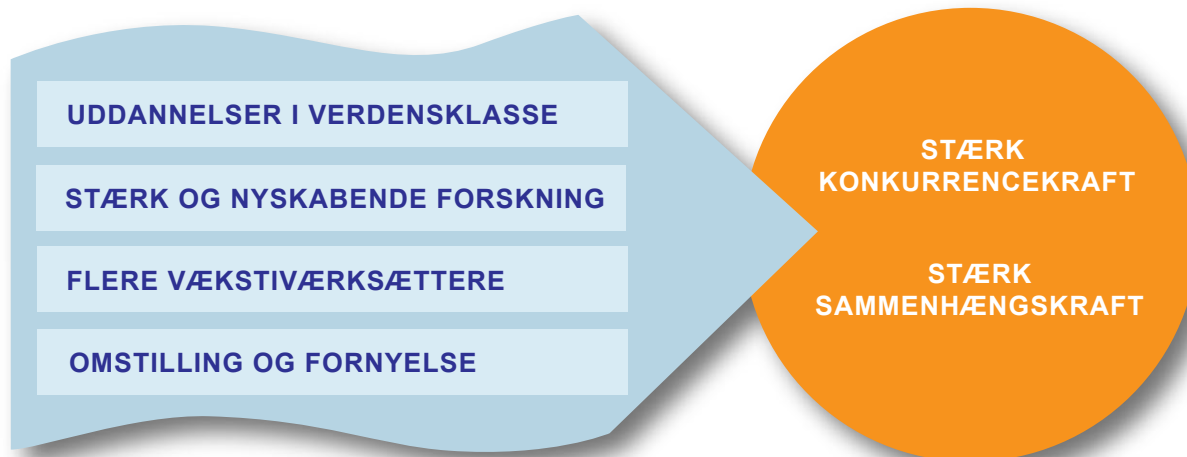 UDDANNELSER I VERDENSKLASSE
STÆRK OG NYSKABENDE FORSKNING
FLERE VÆKSTIVÆRKSÆTTERE
OMSTILLING OG FORNYELSE
STÆRK
KONKURRENCEKRAFT
STÆRK
SAMMENHÆNGSKRAFT